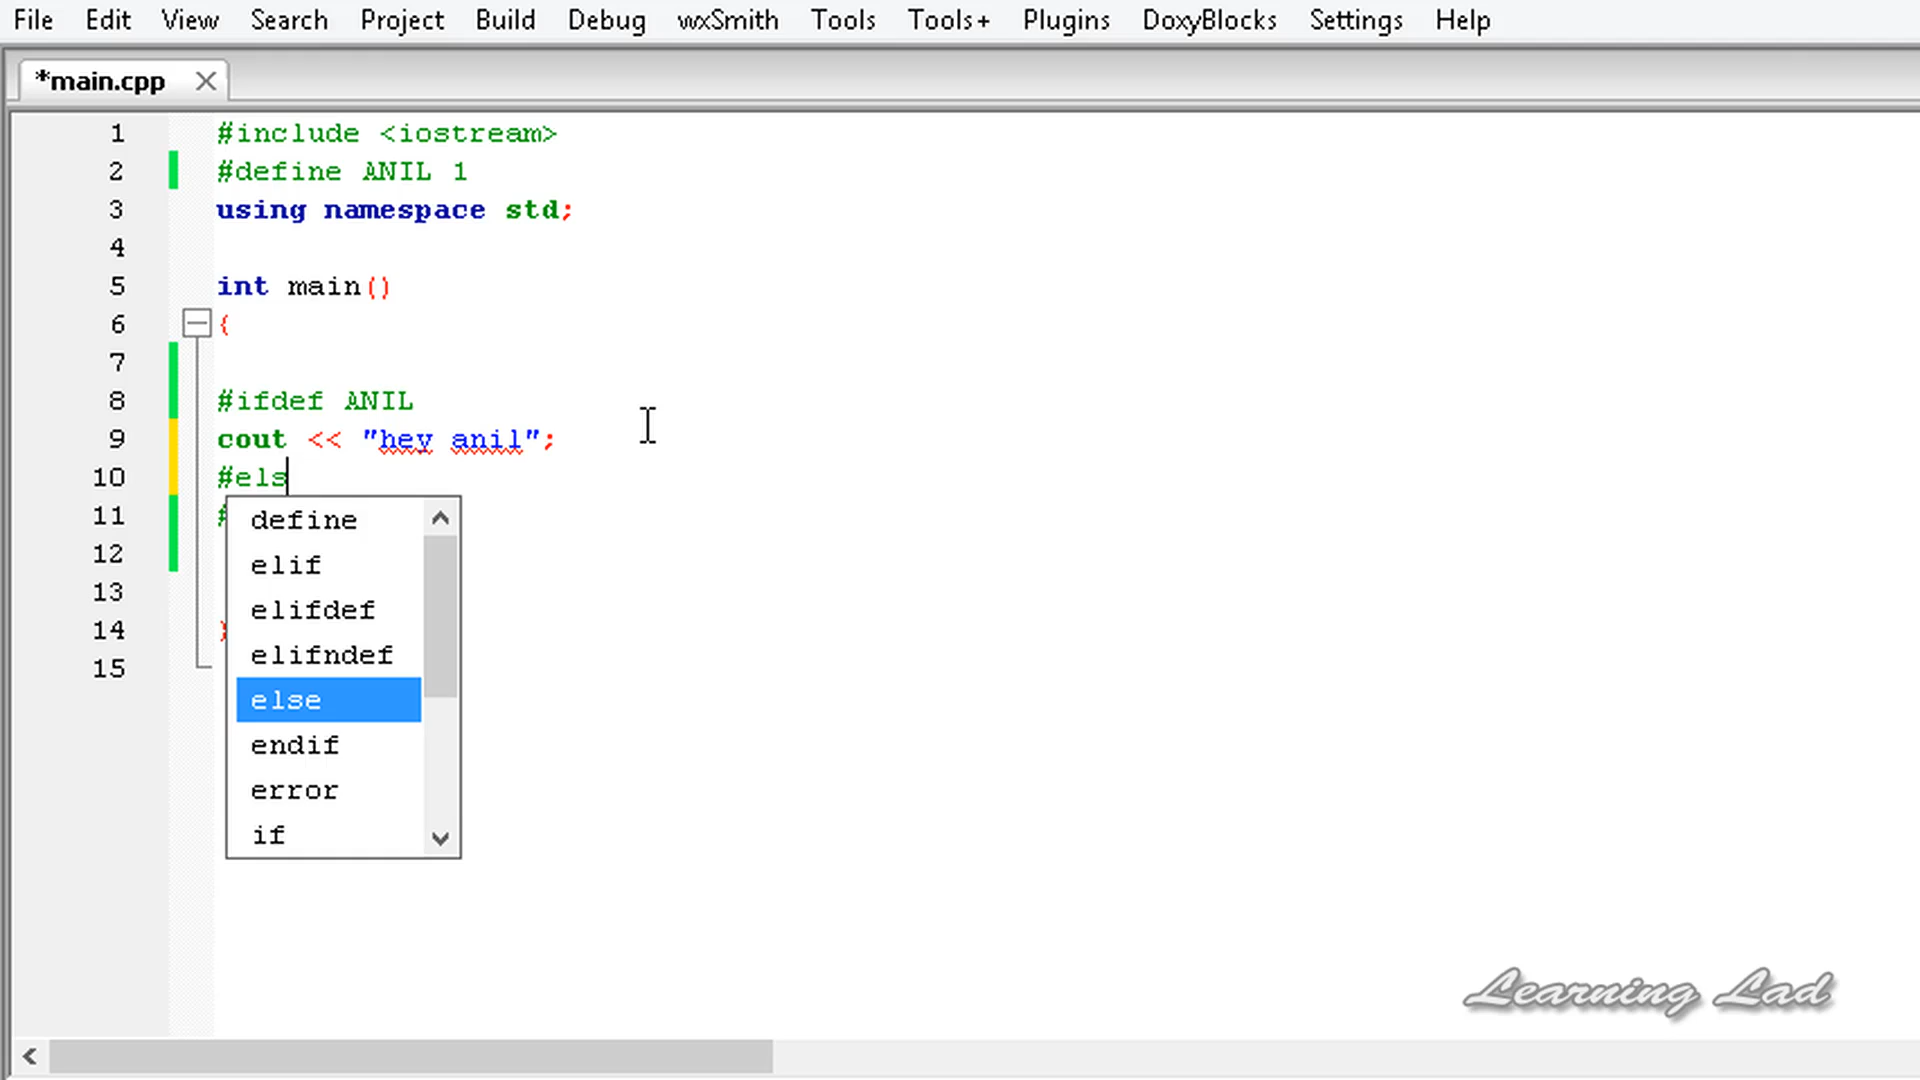 File Edit View Search Project Build Debug wxSmith Tools Tools+ Plugins DoxyBlocks Settings Help
*main.cpp
1 #include <iostream>
2 #define ANIL 1
3 using namespace std;
4
5 int main()
6 {
7
8 #ifdef ANIL
9 cout << "hey anil";
10 #els
11 #
12
13
14 }
15
define
elif
elifdef
elifndef
else
endif
error
if
Learning Lad